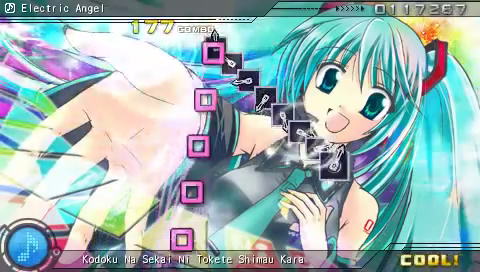 Electric Angel
0117267
177 COMBO
Kodoku Na Sekai Ni Tokete Shimau Kara
COOL!